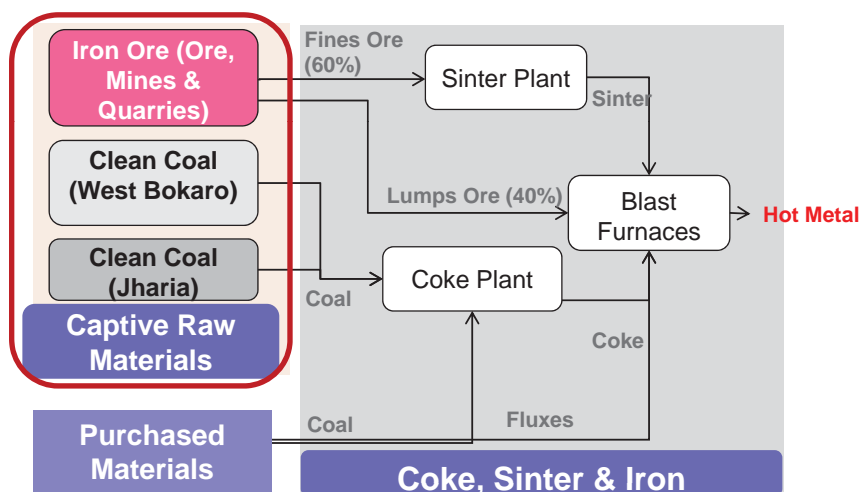 Iron Ore (Ore,
Mines &
Quarries)
Clean Coal
(West Bokaro)
Clean Coal
(Jharia)
Captive Raw
Materials
Purchased
Materials
Fines Ore
(60%)
Sinter Plant
Sinter
Lumps Ore (40%)
Blast
Furnaces
Hot Metal
Coke Plant
Coal
Coke
Coal
Fluxes
Coke, Sinter & Iron